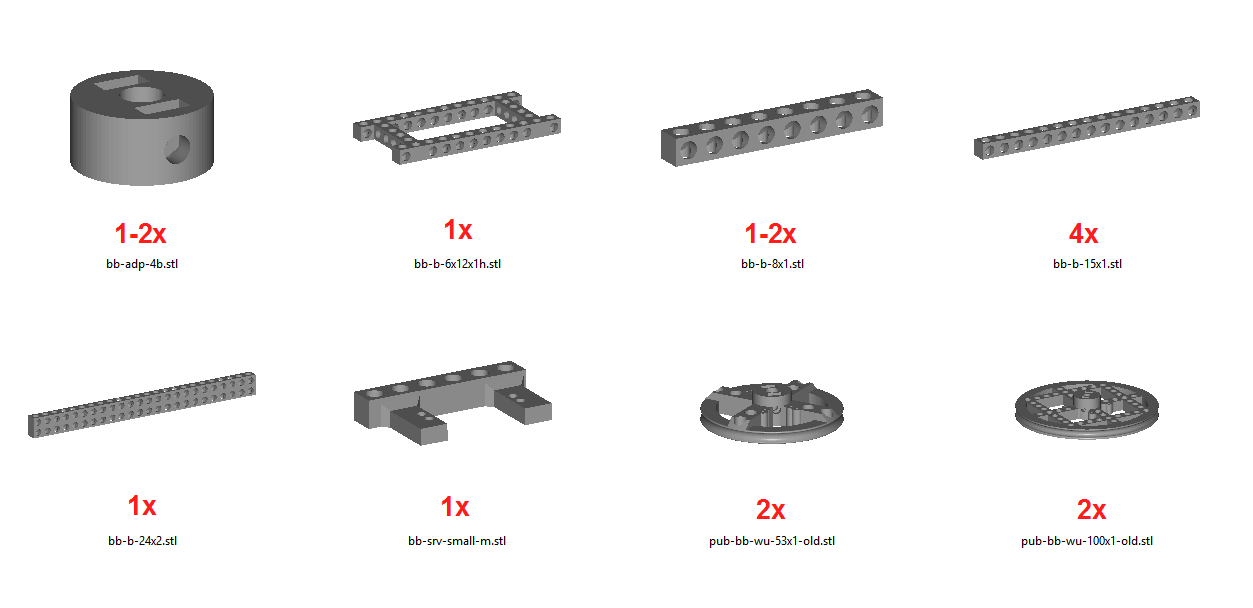 1-2x
1x
1-2x
4x
bb-adp-4b.stl
bb-b-6x12x1h.stl
bb-b-8x1.stl
bb-b-15x1.stl
1x
1x
2x
2x
bb-b-24x2.stl
bb-srv-small-m.stl
pub-bb-wu-53x1-old.stl
pub-bb-wu-100x1-old.stl